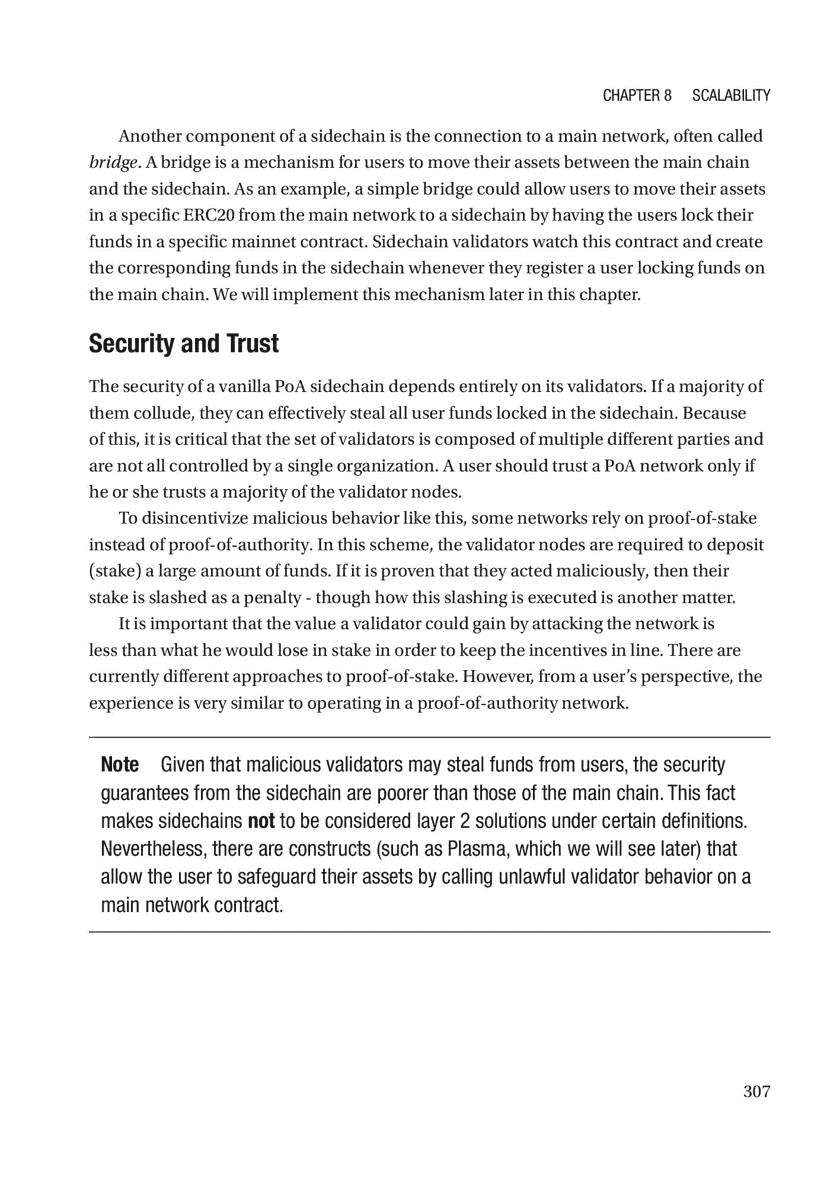 CHAPTER 8 SCALABILITY
Another component of a sidechain is the connection to a main network, often called
bridge. A bridge is a mechanism for users to move their assets between the main chain
and the sidechain. As an example, a simple bridge could allow users to move their assets
in a specific ERC20 from the main network to a sidechain by having the users lock their
funds in a specific mainnet contract. Sidechain validators watch this contract and create
the corresponding funds in the sidechain whenever they register a user locking funds on
the main chain. We will implement this mechanism later in this chapter.
Security and Trust
The security of a vanilla PoA sidechain depends entirely on its validators. If a majority of
them collude, they can effectively steal all user funds locked in the sidechain. Because
of this, it is critical that the set of validators is composed of multiple different parties and
are not all controlled by a single organization. A user should trust a PoA network only if
he or she trusts a majority of the validator nodes.
To disincentivize malicious behavior like this, some networks rely on proof-of-stake
instead of proof-of-authority. In this scheme, the validator nodes are required to deposit
(stake) a large amount of funds. If it is proven that they acted maliciously, then their
stake is slashed as a penalty - though how this slashing is executed is another matter.
It is important that the value a validator could gain by attacking the network is
less than what he would lose in stake in order to keep the incentives in line. There are
currently different approaches to proof-of-stake. However, from a user's perspective, the
experience is very similar to operating in a proof-of-authority network.
Note Given that malicious validators may steal funds from users, the security
guarantees from the sidechain are poorer than those of the main chain. This fact
makes sidechains not to be considered layer 2 solutions under certain definitions.
Nevertheless, there are constructs (such as Plasma, which we will see later) that
allow the user to safeguard their assets by calling unlawful validator behavior on a
main network contract.
307